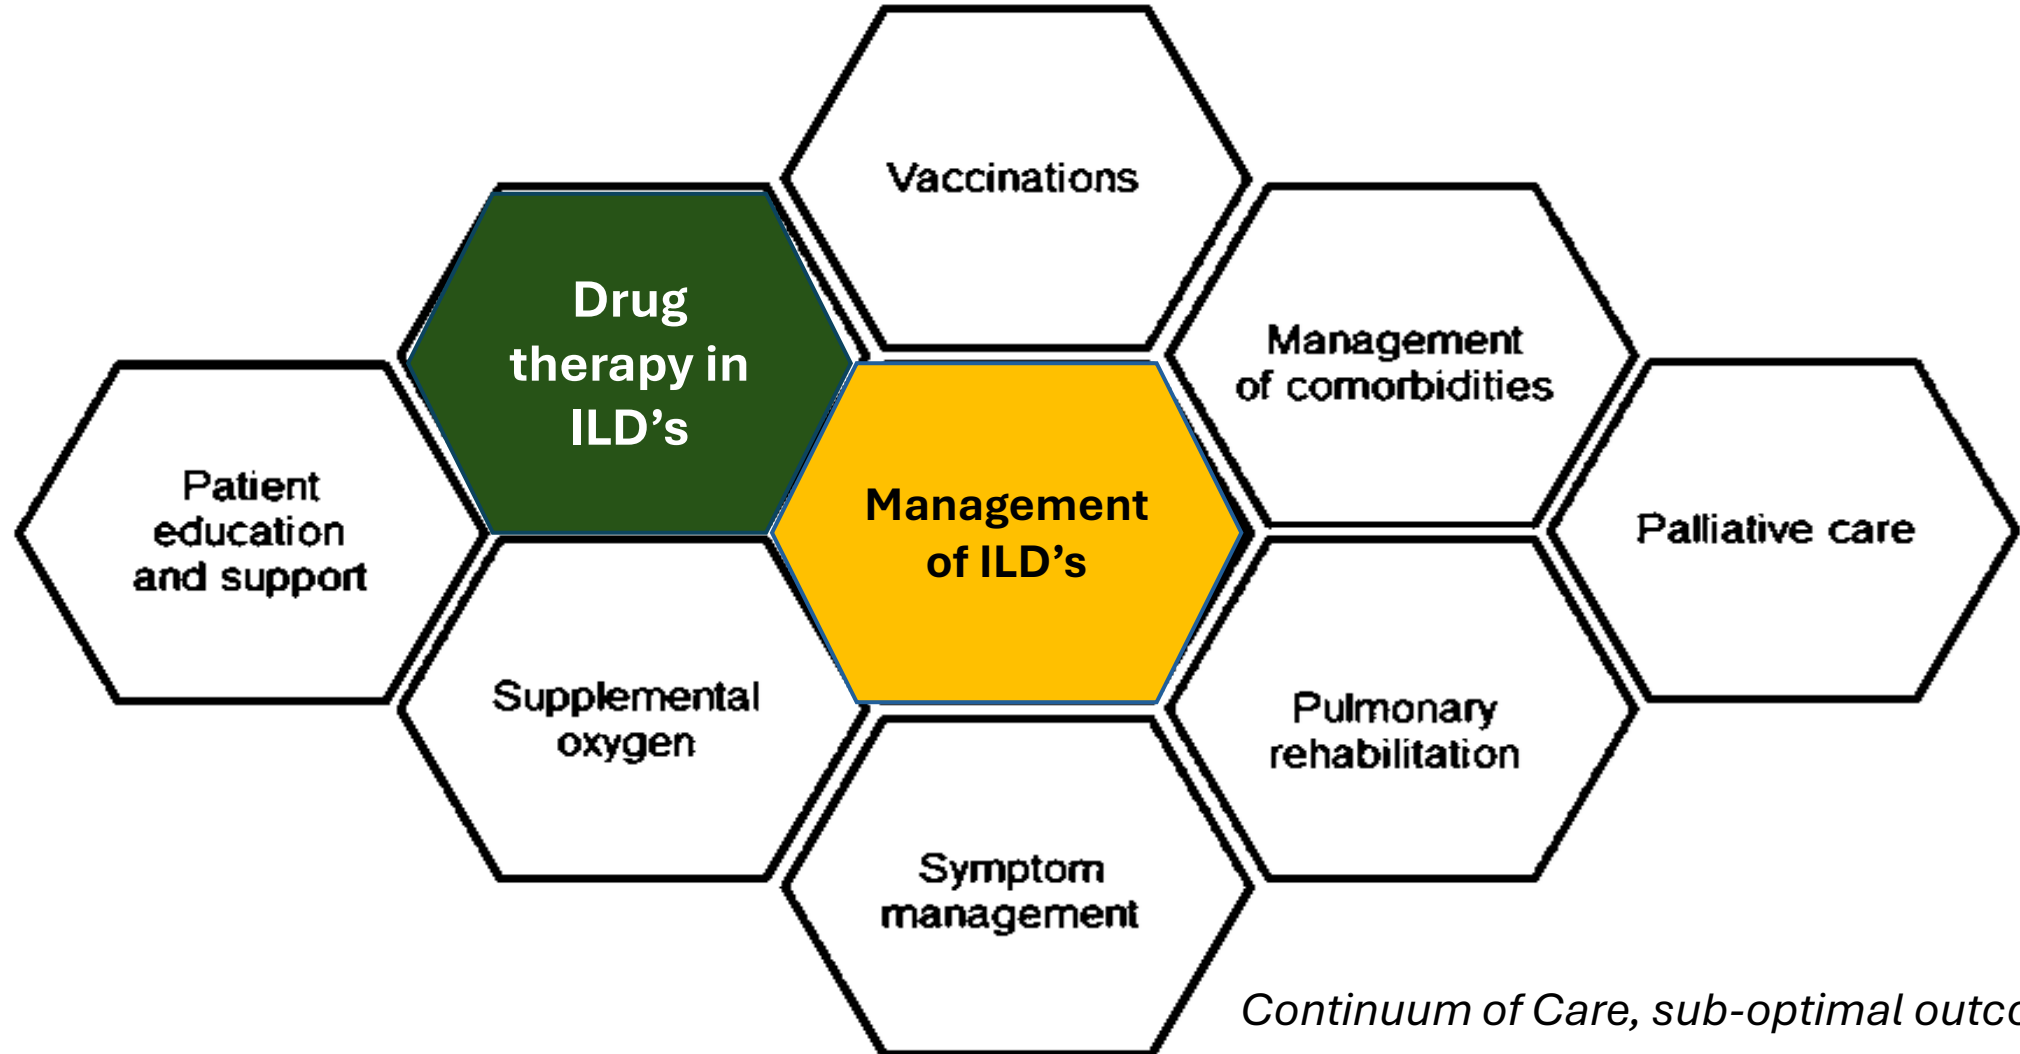 Vaccinations
Drug
therapy in
ILD’s
Management
of comorbidities
Patient
education
and support
Management
of ILD’s
Palliative care
Supplemental
oxygen
Pulmonary
rehabilitation
Symptom
management
Continuum of Care, sub-optimal